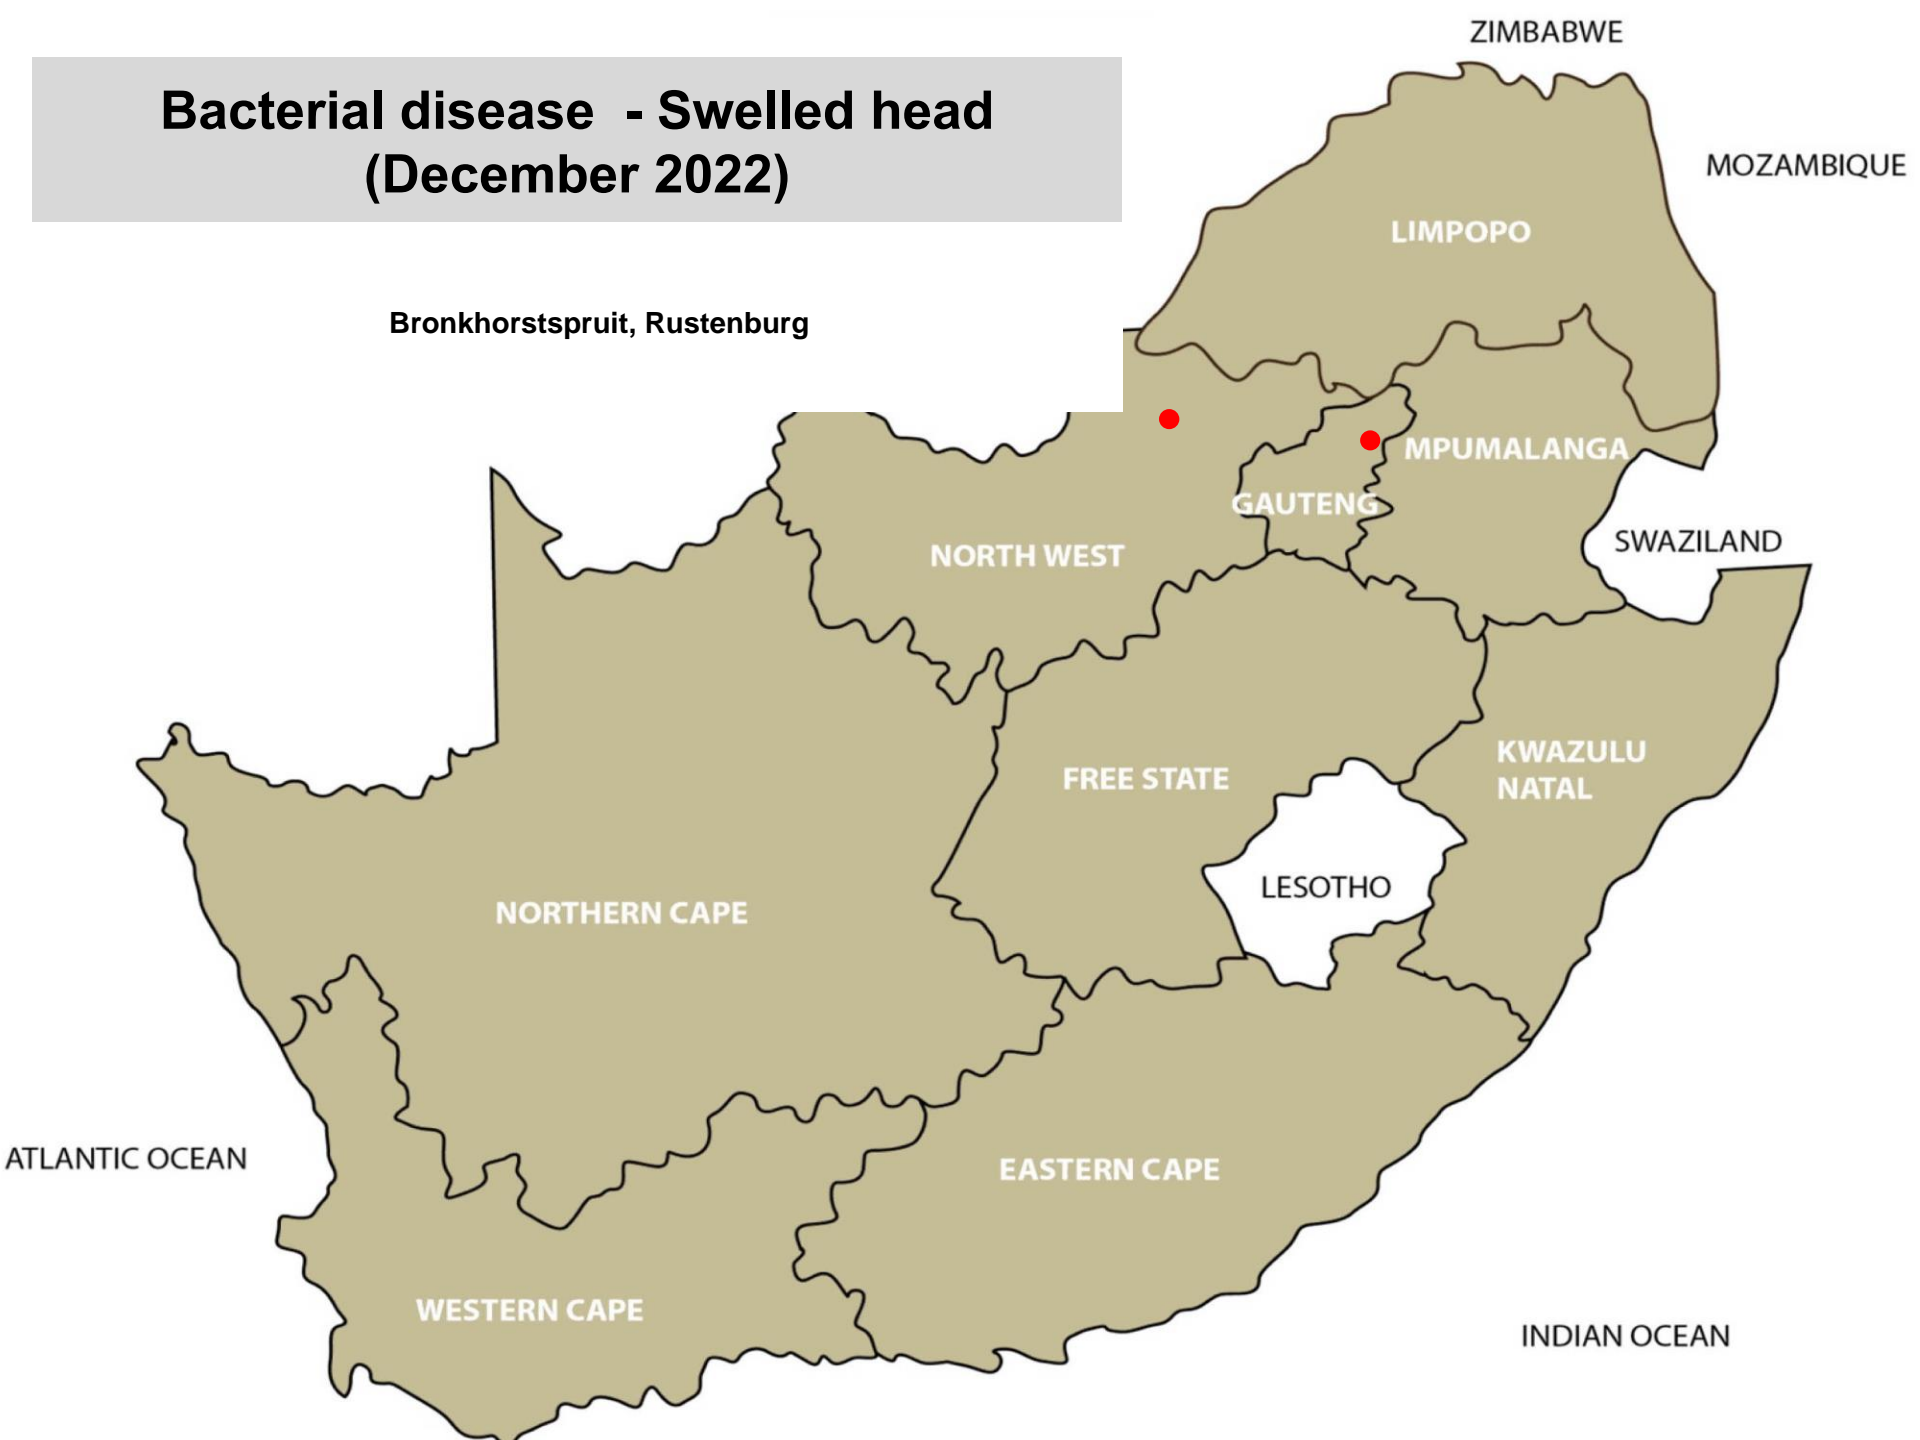 ZIMBABWE
Bacterial disease  - Swelled head
(December 2022)
MOZAMBIQUE
LIMPOPO
Bronkhorstspruit, Rustenburg
MPUMALANGA
GAUTENG
SWAZILAND
NORTH WEST
KWAZULU
NATAL
FREE STATE
LESOTHO
NORTHERN CAPE
ATLANTIC OCEAN
EASTERN CAPE
WESTERN CAPE
INDIAN OCEAN